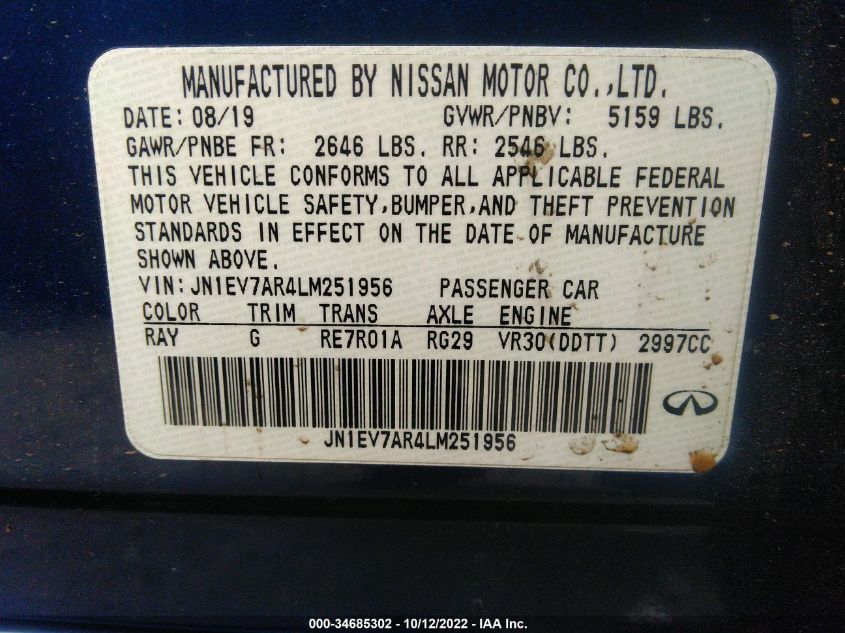 MANUFACTURED BY NISSAN MOTOR CO.,LTD.
DATE: 08/19 GVWR/PNBV: 5159 LBS.
GAWR/PNBE FR: 2646 LBS. RR: 2546 LBS.
THIS VEHICLE CONFORMS TO ALL APPLICABLE FEDERAL
MOTOR VEHICLE SAFETY,BUMPER,AND THEFT PREVENTION
STANDARDS IN EFFECT ON THE DATE OF MANUFACTURE
SHOWN ABOVE.
VIN:JN1EV7AR4LM251956 PASSENGER CAR
COLOR TRIM TRANS AXLE ENGINE
RAY G RE7R01A RG29 VR30(DDTT) 2997CC
JN1EV7AR4LM251956
000-34685302 - 10/12/2022 - IAA Inc.